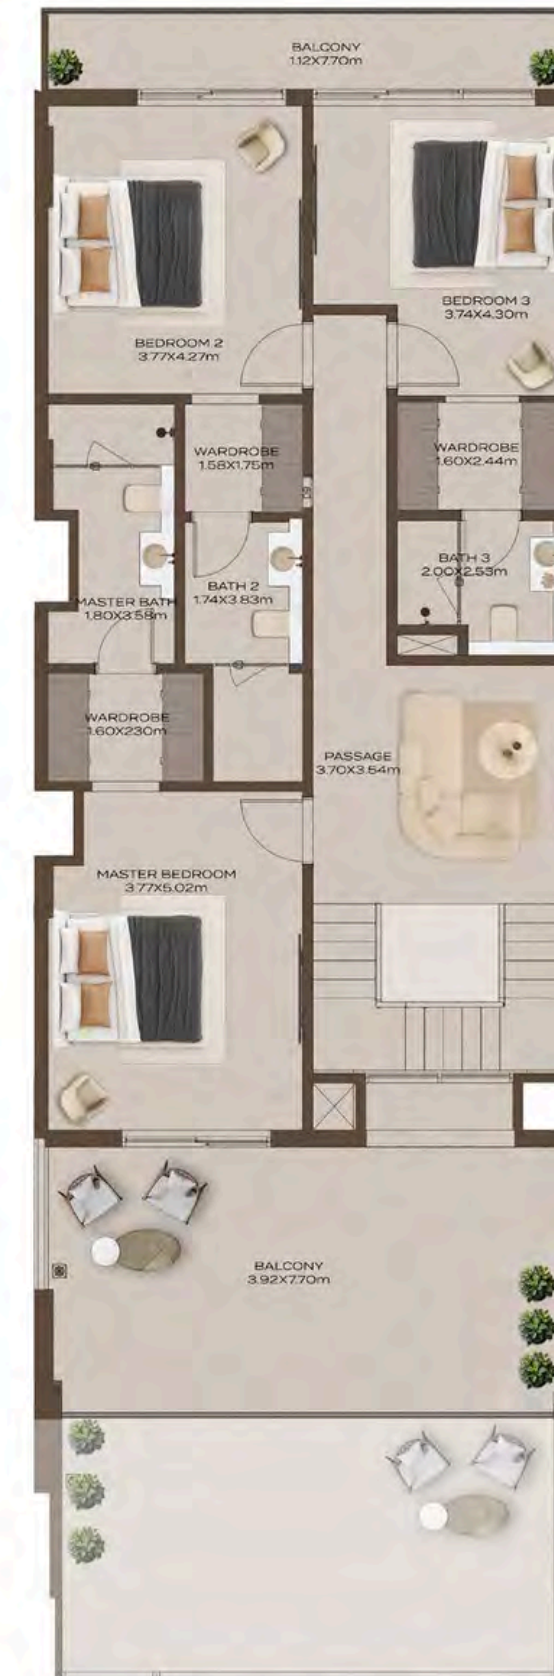 BALCONY
1.12X7.70m
BEDROOM 2
3.77X4.27m
BEDROOM 3
3.74X4.30m
WARDROBE
1.58X1.75m
WARDROBE
1.60X2.44m
BATH 3
2.00X2.53m
BATH 2
1.74X3.83m
MASTER BATH
1.80X3.58m
WARDROBE
1.60X2.30m
PASSAGE
3.70X3.54m
MASTER BEDROOM
3.77X5.02m
BALCONY
3.92X7.70m